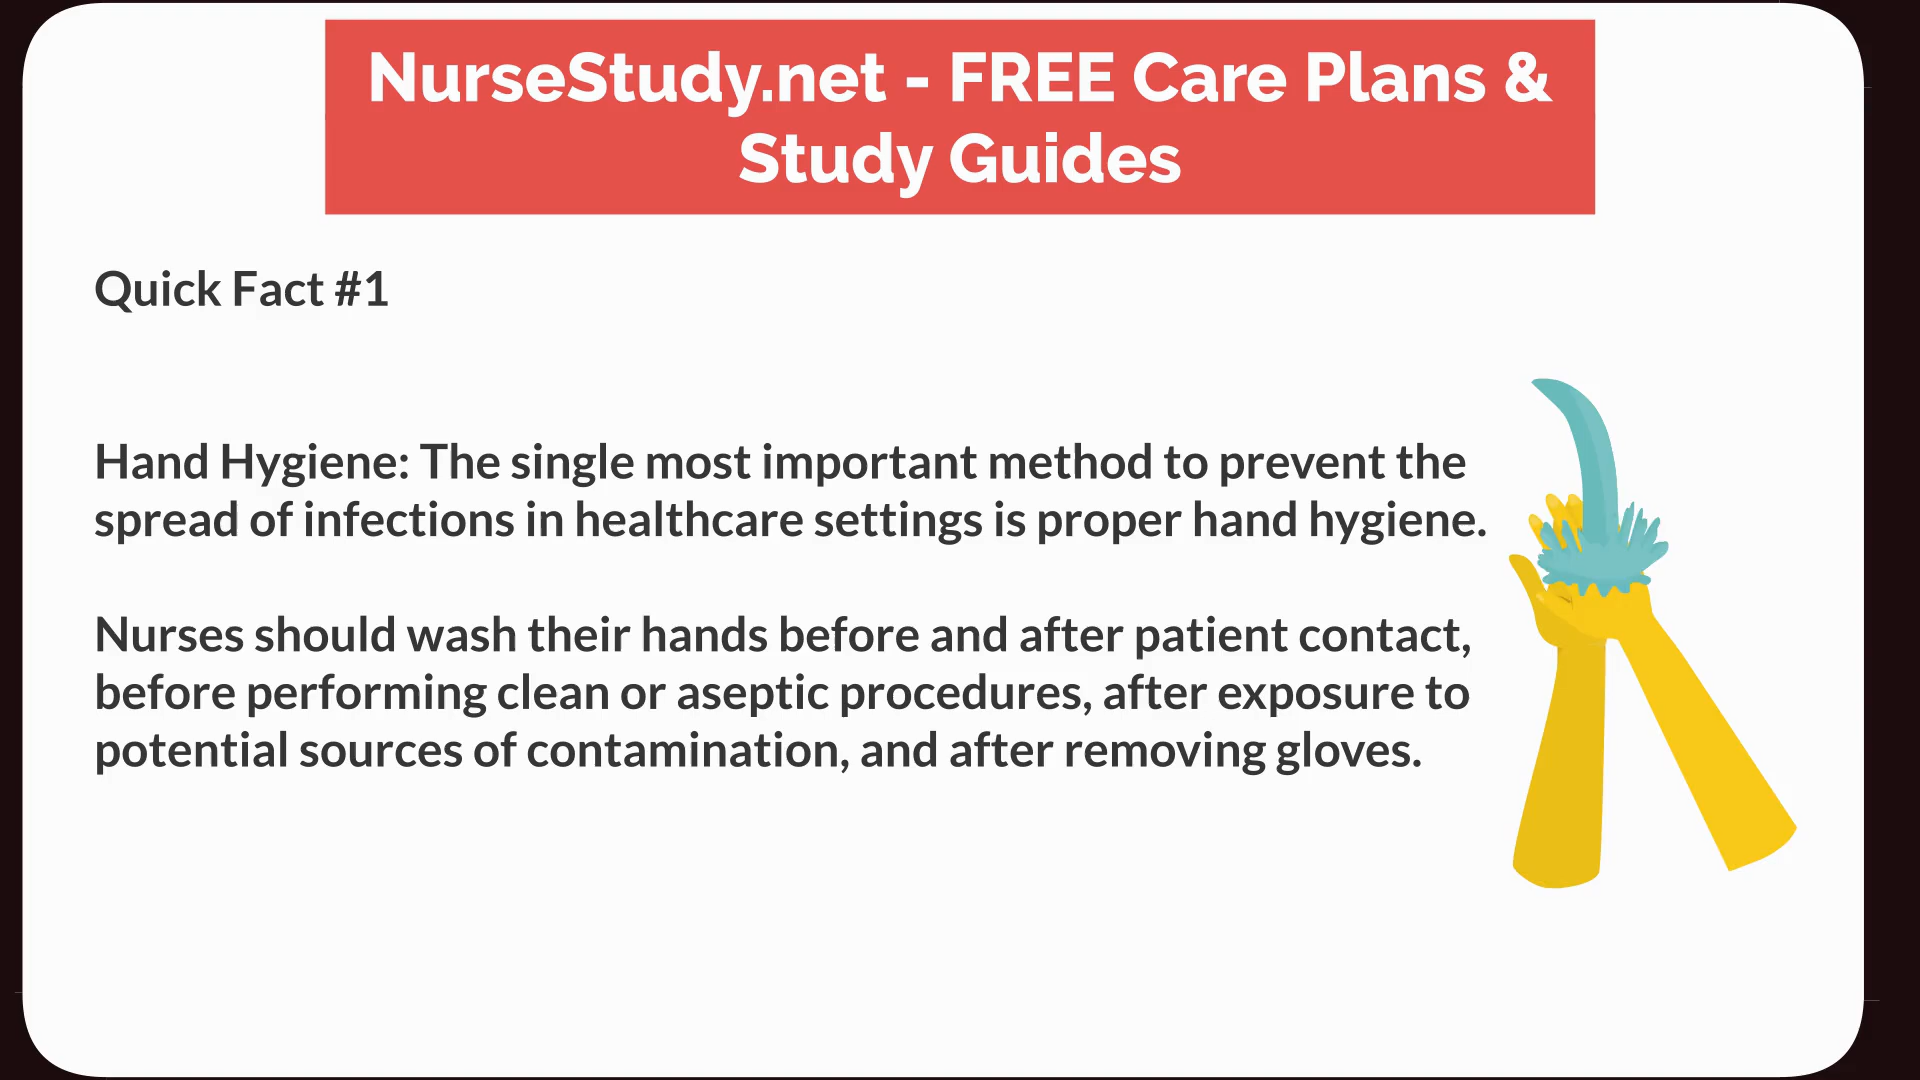 NurseStudy.net - FREE Care Plans &
Study Guides
Quick Fact #1
Hand Hygiene: The single most important method to prevent the
spread of infections in healthcare settings is proper hand hygiene.
Nurses should wash their hands before and after patient contact,
before performing clean or aseptic procedures, after exposure to
potential sources of contamination, and after removing gloves.